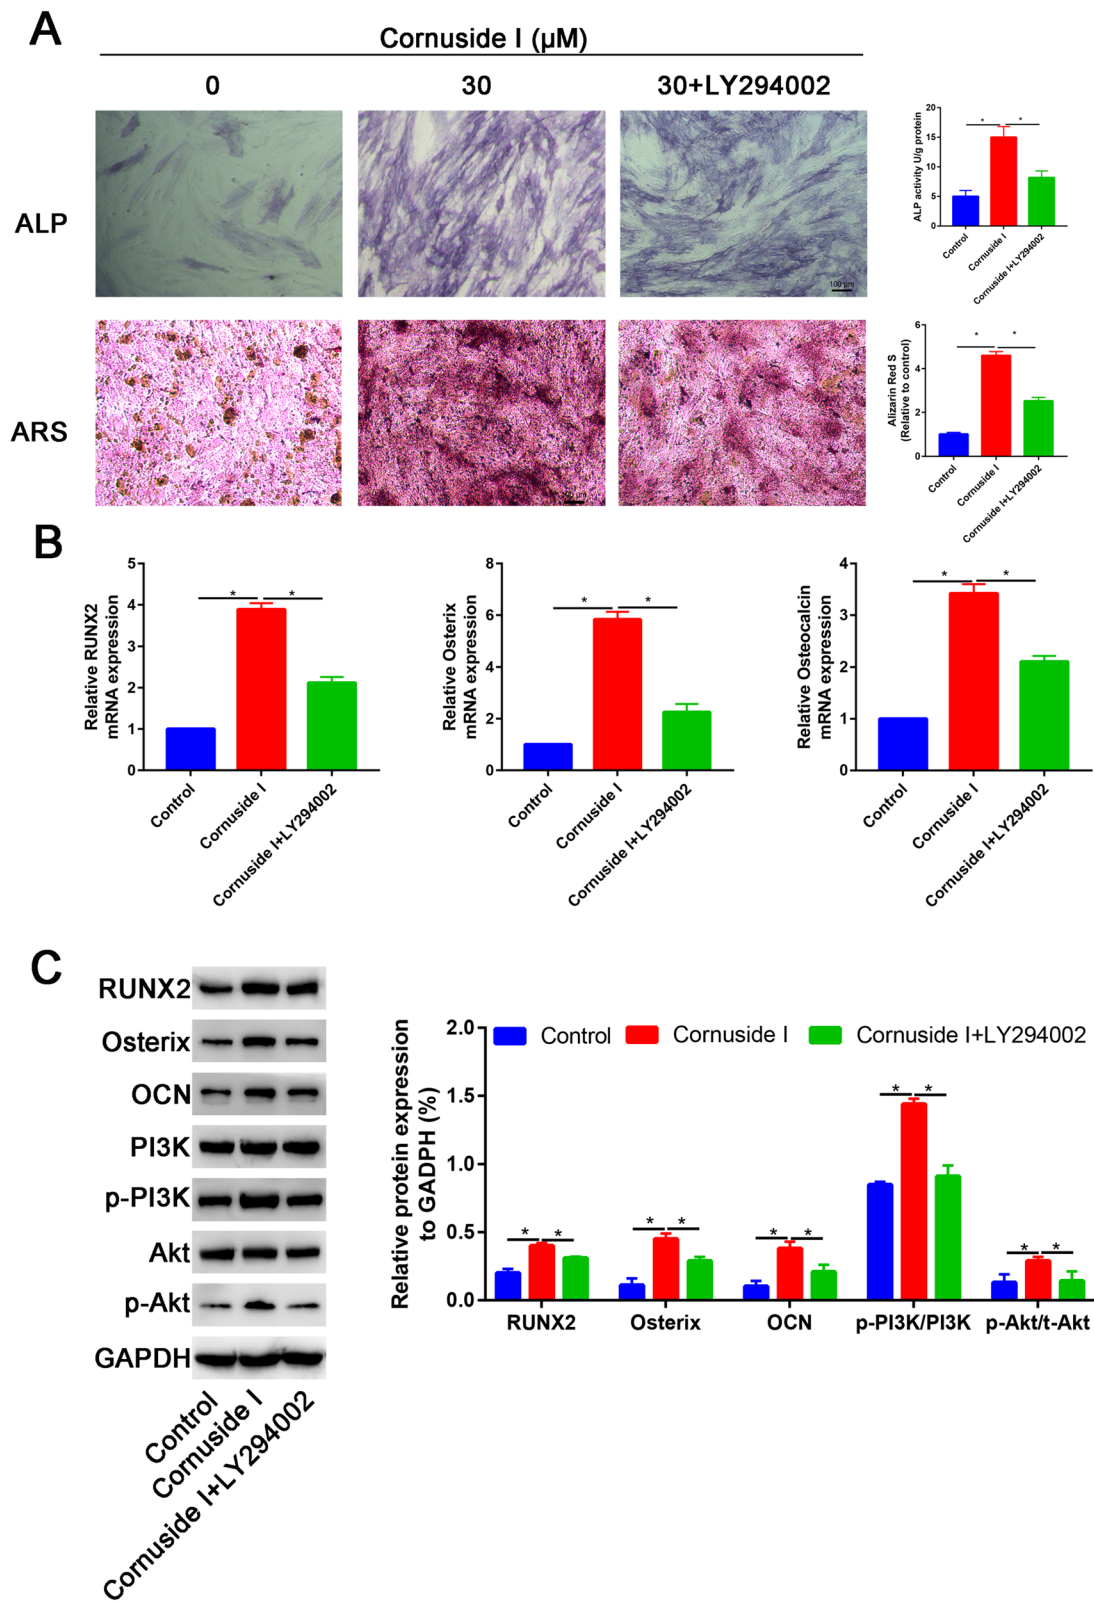 A
Cornuside I (μM)
0 30 30+LY294002
ALP
100 μm
ALP activity U/g protein
20
15
10
5
0
* *
Control
Cornuside I
Cornuside I+LY294002
ARS
μm
Alizarin Red S
(Relative to control)
6
4
2
0
* *
Control
Cornuside I
Cornuside I+LY294002
B
Relative RUNX2
mRNA expression
5
4
3
2
1
0
* *
Control
Cornuside I
Cornuside I+LY294002
Relative Osterix
mRNA expression
8
6
4
2
0
* *
Control
Cornuside I
Cornuside I+LY294002
Relative Osteocalcin
mRNA expression
4
3
2
1
0
* *
Control
Cornuside I
Cornuside I+LY294002
C
RUNX2
Osterix
OCN
PI3K
p-PI3K
Akt
p-Akt
GAPDH
Control
Cornuside I
Cornuside I+LY294002
Relative protein expression
to GADPH (%)
2.0
1.5
1.0
0.5
0.0
Control Cornuside I Cornuside I+LY294002
* * * * * * * * * *
RUNX2 Osterix OCN p-PI3K/PI3K p-Akt/t-Akt